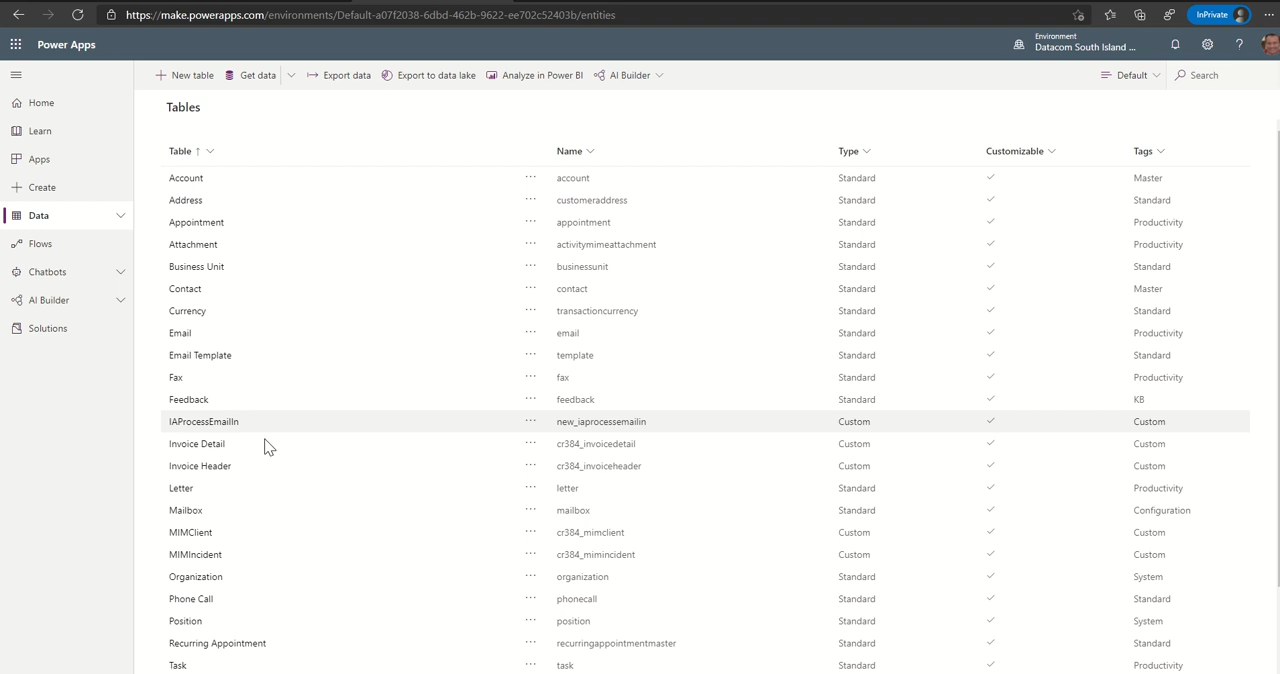 https://make.powerapps.com/environments/Default-a07f2038-6dbd-462b-9622-ee702c52403b/entities InPrivate
Power Apps Environment
Datacom South Island ... ?
New table Get data Export data Export to data lake Analyze in Power BI AI Builder Default Search
Home
Learn
Apps
Create
Data
Flows
Chatbots
AI Builder
Solutions
Tables
Table ↑ Name Type Customizable Tags
Account ... account Standard Master
Address ... customeraddress Standard Standard
Appointment ... appointment Standard Productivity
Attachment ... activitymimeattachment Standard Productivity
Business Unit ... businessunit Standard Standard
Contact ... contact Standard Master
Currency ... transactioncurrency Standard Standard
Email ... email Standard Productivity
Email Template ... template Standard Standard
Fax ... fax Standard Productivity
Feedback ... feedback Standard KB
IAProcessEmailIn ... new_iaprocessemailin Custom Custom
Invoice Detail ... cr384_invoicedetail Custom Custom
Invoice Header ... cr384_invoiceheader Custom Custom
Letter ... letter Standard Productivity
Mailbox ... mailbox Standard Configuration
MIMClient ... cr384_mimclient Custom Custom
MIMIncident ... cr384_mimincident Custom Custom
Organization ... organization Standard System
Phone Call ... phonecall Standard Standard
Position ... position Standard System
Recurring Appointment ... recurringappointmentmaster Standard Standard
Task ... task Standard Productivity